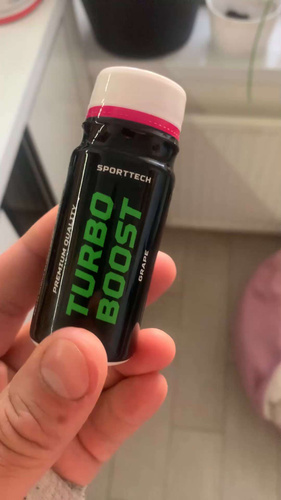 SPORTTECH
PREMIUM QUALITY
TURBO
BOOST
GRAPE